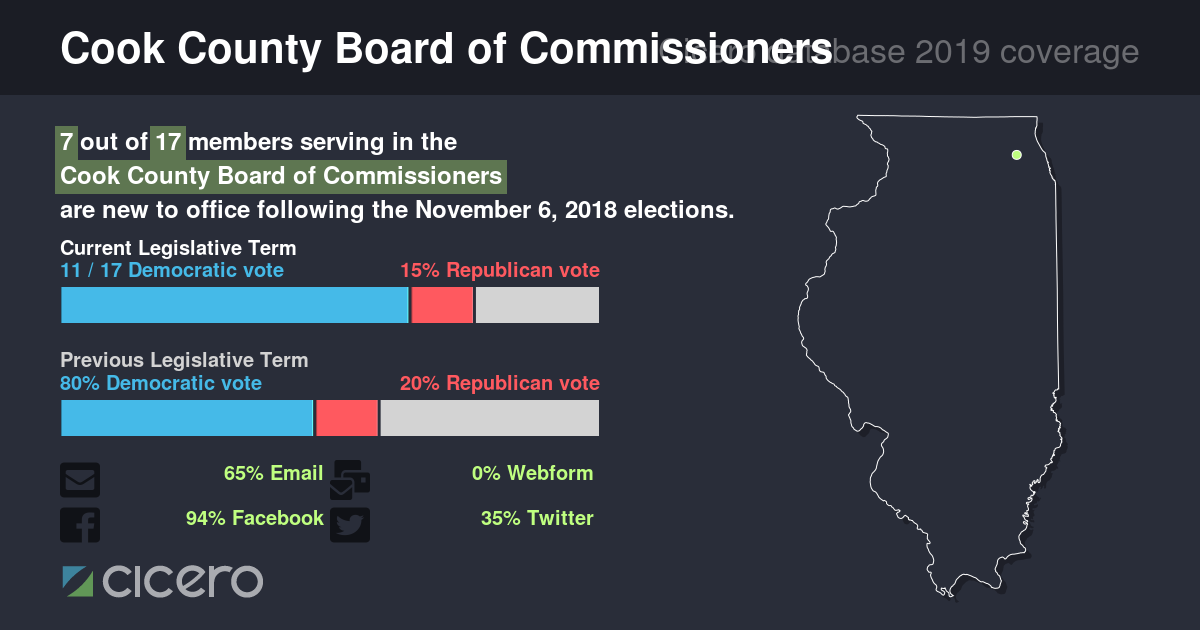 Cook County Board of Commissioners
Cicero database 2019 coverage
7 out of 17 members serving in the
Cook County Board of Commissioners
are new to office following the November 6, 2018 elections.
Current Legislative Term
11 / 17 Democratic vote 15% Republican vote
Previous Legislative Term
80% Democratic vote 20% Republican vote
65% Email 0% Webform
94% Facebook 35% Twitter
cicero